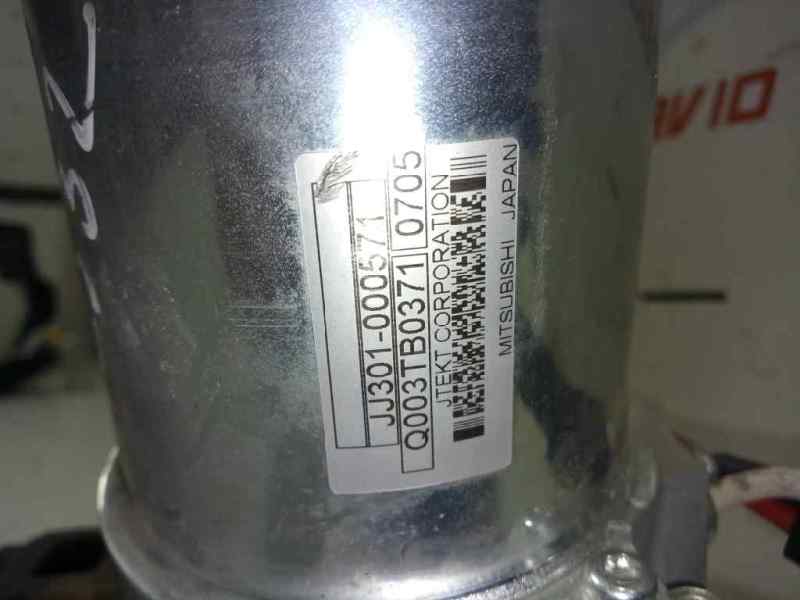 JJ301-000571
Q003TB0371 0705
JTEKT CORPORATION
MITSUBISHI JAPAN